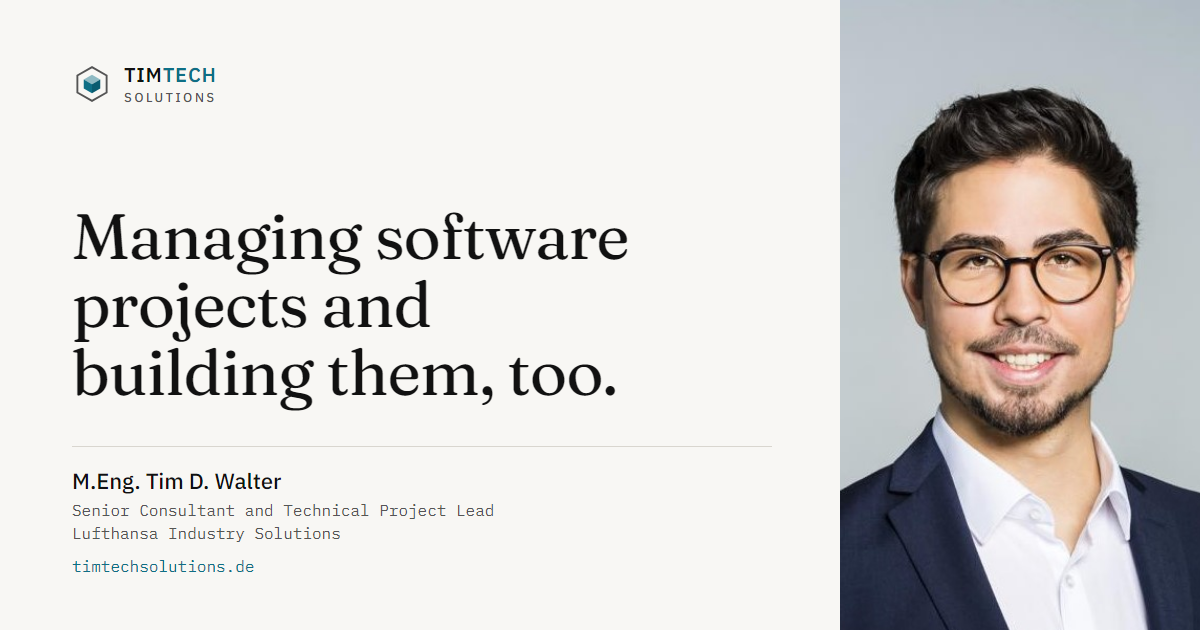 TIMTECH
SOLUTIONS
Managing software
projects and
building them, too.
M.Eng. Tim D. Walter
Senior Consultant and Technical Project Lead
Lufthansa Industry Solutions
timtechsolutions.de